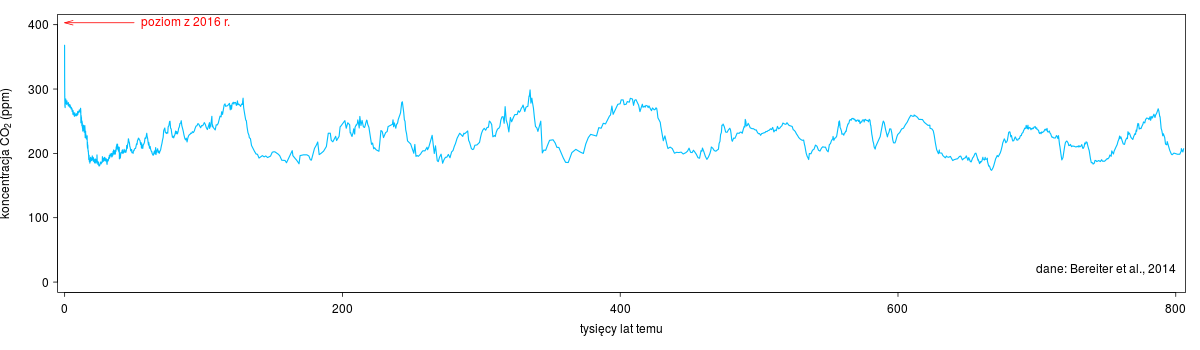 400
poziom z 2016 r.
300
200
100
0
koncentracja CO₂ (ppm)
dane: Bereiter et al., 2014
0 200 400 600 800
tysięcy lat temu